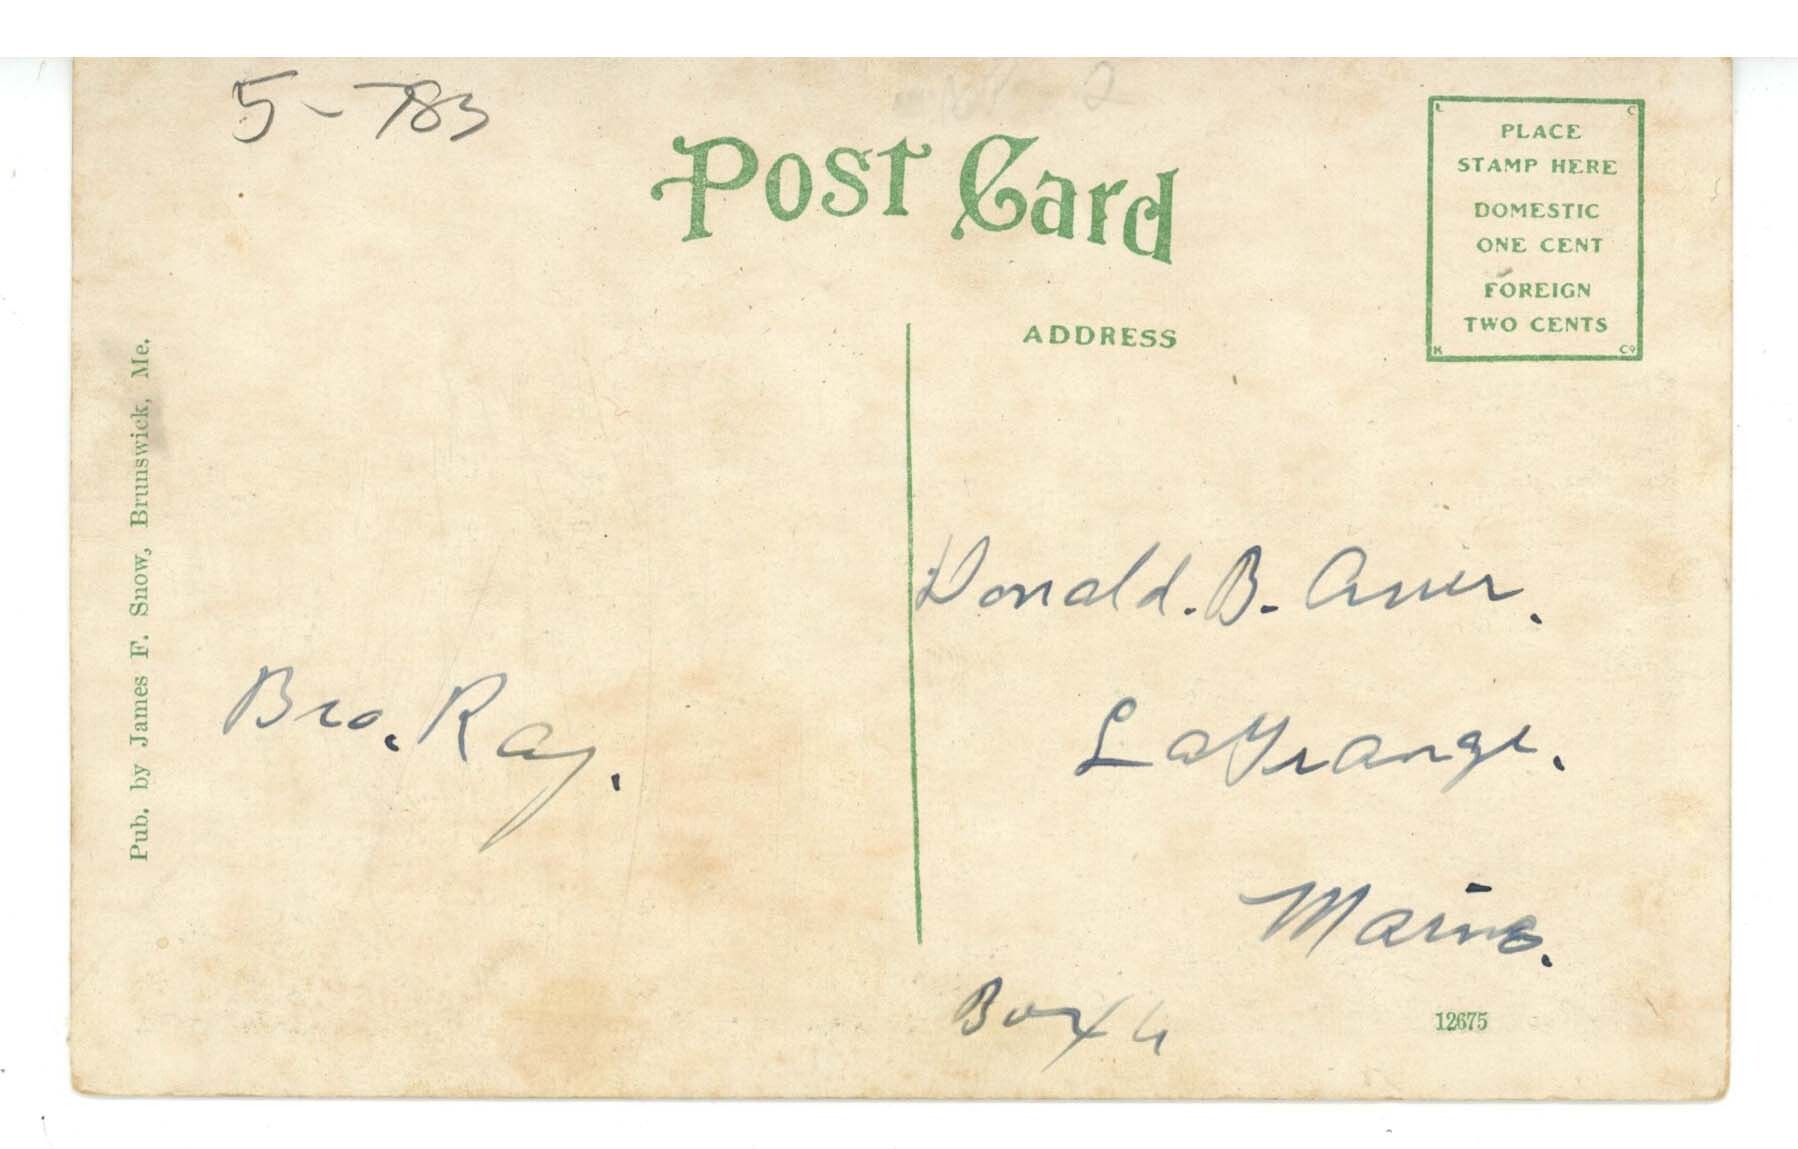 5-783
Post Card
PLACE
STAMP HERE
DOMESTIC
ONE CENT
FOREIGN
TWO CENTS
ADDRESS
Pub. by James F. Snow, Brunswick, Me.
Donald. B.
Bro. Ray.
LaGrange.
Maine.
Box 4
12675